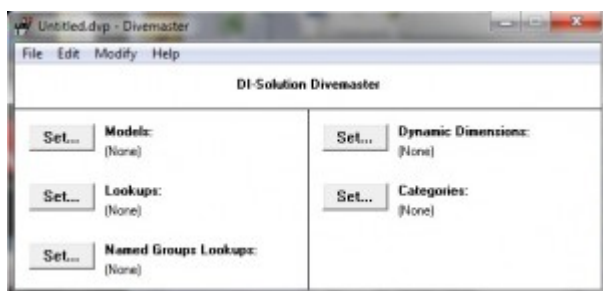 Untitled.dvp - Divemaster
File Edit Modify Help
DI-Solution Divemaster
Set... Models:
(None)
Set... Dynamic Dimensions:
(None)
Set... Lookups:
(None)
Set... Categories:
(None)
Set... Named Groups Lookups:
(None)